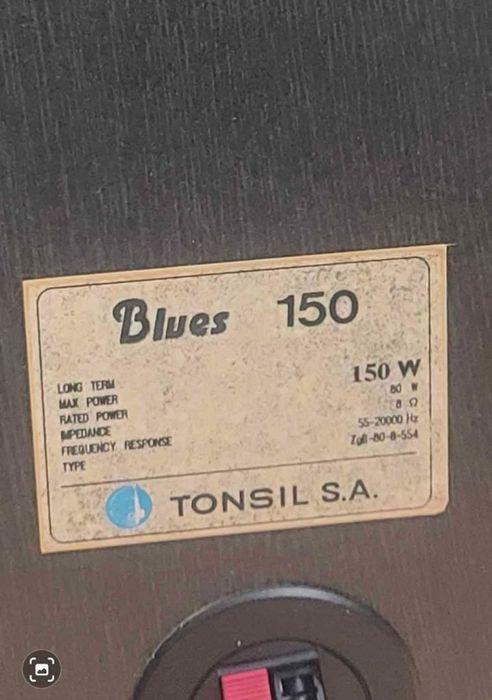 Blues 150
LONG TERM
MAX POWER 150 W
RATED POWER 80 W
IMPEDANCE 8 Ω
FREQUENCY RESPONSE 55-20000 Hz
TYPE ZgB-80-8-554
TONSIL S.A.